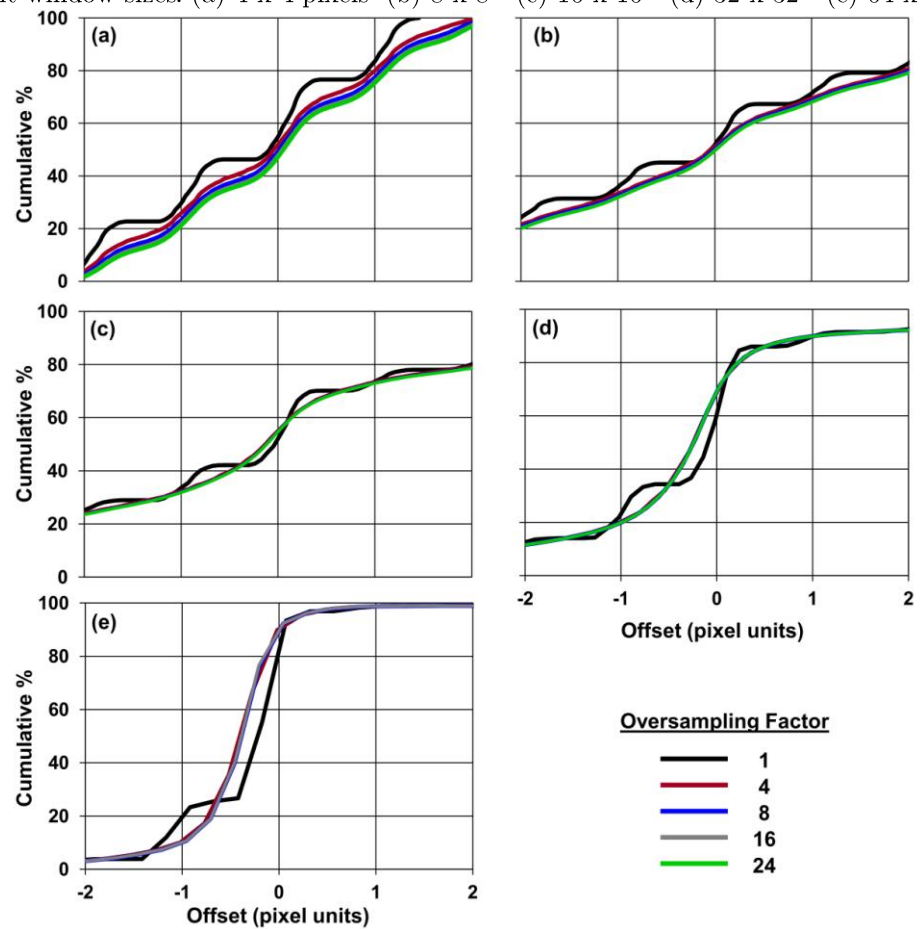 window sizes. (a) 4 x 4 pixels (b) 8 x 8 (c) 16 x 16 (d) 32 x 32 (e) 64 x
100
80
60
40
20
0
Cumulative %
(a)
(b)
100
80
60
40
20
0
Cumulative %
(c)
(d)
-2 -1 0 1 2
Offset (pixel units)
100
80
60
40
20
0
Cumulative %
(e)
-2 -1 0 1 2
Offset (pixel units)
Oversampling Factor
1
4
8
16
24